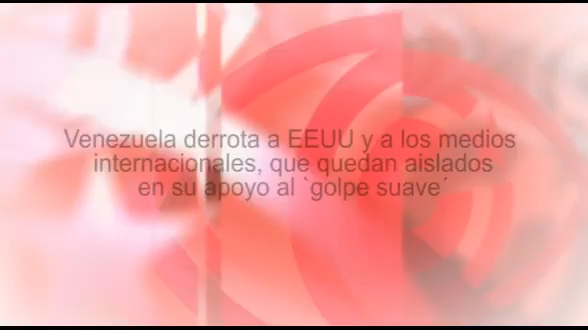 Venezuela derrota a EEUU y a los medios
internacionales, que quedan aislados
en su apoyo al `golpe suave´